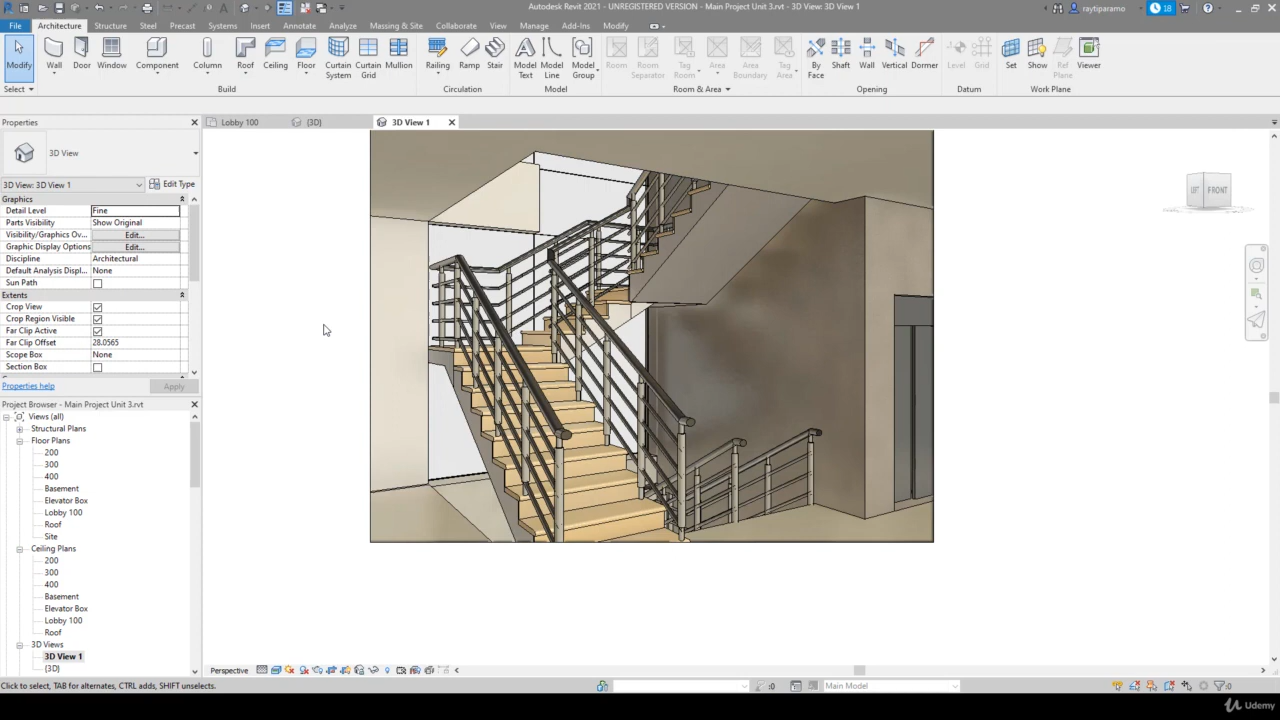 Autodesk Revit 2021 - UNREGISTERED VERSION - Main Project Unit 3.rvt - 3D View: 3D View 1
raytiparamo
18
File Architecture Structure Steel Precast Systems Insert Annotate Analyze Massing & Site Collaborate View Manage Add-Ins Modify
Modify Wall Door Window Component Column Roof Ceiling Floor Curtain System Curtain Grid Mullion Railing Ramp Stair Model Text Model Line Model Group Room Room Separator Tag Room Area Area Boundary Tag Area By Face Shaft Wall Vertical Dormer Level Grid Set Show Ref Plane Viewer
Select Build Circulation Model Room & Area Opening Datum Work Plane
Properties
Lobby 100 {3D} 3D View 1
3D View
3D View: 3D View 1 Edit Type
Graphics
Detail Level Fine
Parts Visibility Show Original
Visibility/Graphics Ov... Edit...
Graphic Display Options Edit...
Discipline Architectural
Default Analysis Displ... None
Sun Path
Extents
Crop View
Crop Region Visible
Far Clip Active
Far Clip Offset 28.0565
Scope Box None
Section Box
Properties help Apply
Project Browser - Main Project Unit 3.rvt
Views (all)
Structural Plans
Floor Plans
200
300
400
Basement
Elevator Box
Lobby 100
Roof
Site
Ceiling Plans
200
300
400
Basement
Elevator Box
Lobby 100
Roof
3D Views
3D View 1
{3D}
LEFT FRONT
Perspective
Click to select, TAB for alternates, CTRL adds, SHIFT unselects.
:0
Main Model
:0
Udemy